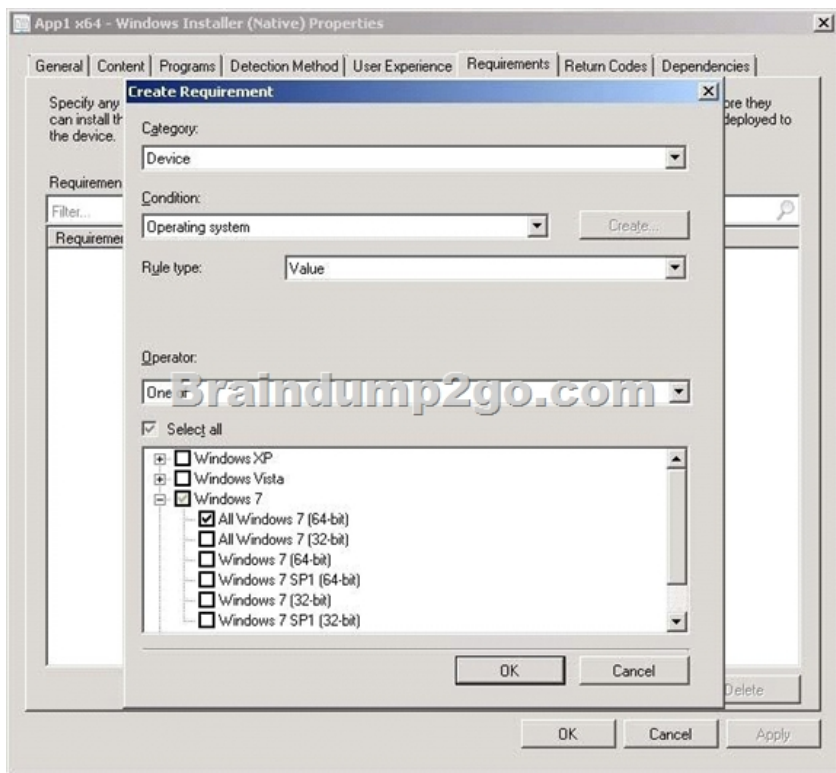 App1 x64 - Windows Installer (Native) Properties
General Content Programs Detection Method User Experience Requirements Return Codes Dependencies
Specify any
can install th
the device.
ore they
deployed to
Requiremen
Filter...
Requiremen
Create Requirement
Category:
Device
Condition:
Operating system
Create...
Rule type:
Value
Operator:
One of
Braindump2go.com
Select all
Windows XP
Windows Vista
Windows 7
All Windows 7 (64-bit)
All Windows 7 (32-bit)
Windows 7 (64-bit)
Windows 7 SP1 (64-bit)
Windows 7 (32-bit)
Windows 7 SP1 (32-bit)
OK
Cancel
Delete
OK
Cancel
Apply